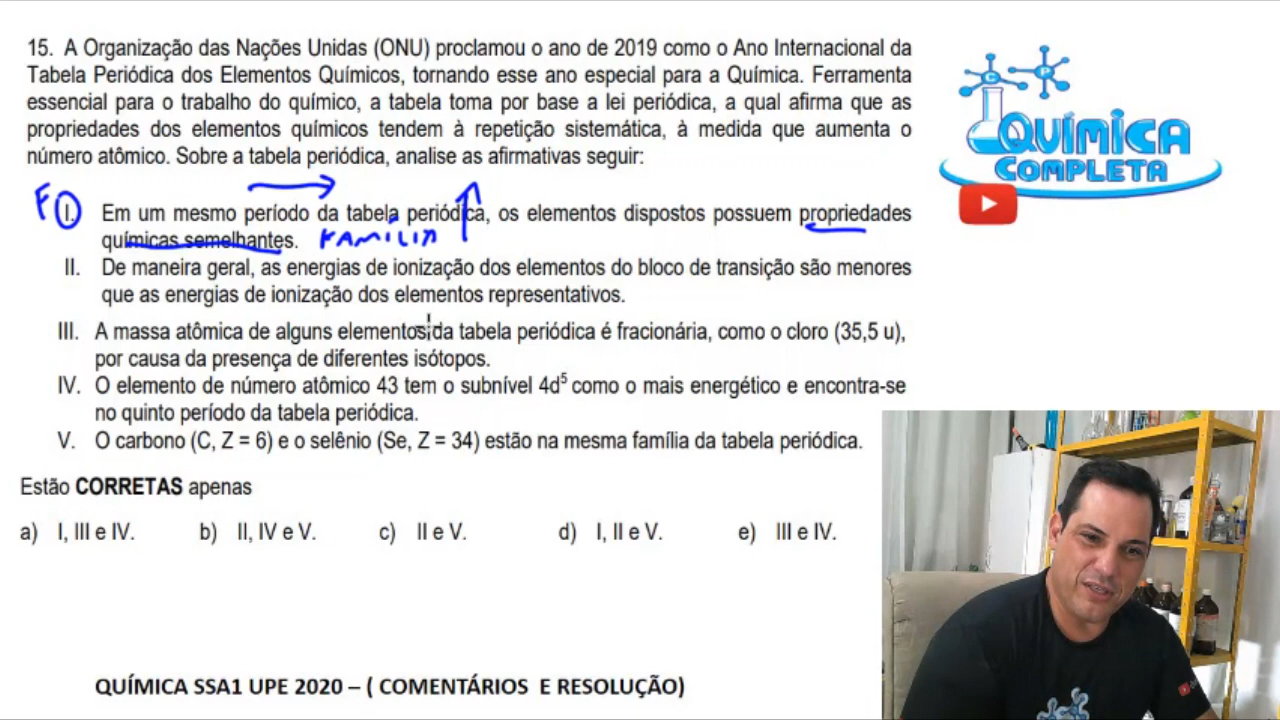 15. A Organização das Nações Unidas (ONU) proclamou o ano de 2019 como o Ano Internacional da
Tabela Periódica dos Elementos Químicos, tornando esse ano especial para a Química. Ferramenta
essencial para o trabalho do químico, a tabela toma por base a lei periódica, a qual afirma que as
propriedades dos elementos químicos tendem à repetição sistemática, à medida que aumenta o
número atômico. Sobre a tabela periódica, analise as afirmativas seguir:
C P
QUÍMICA
COMPLETA
F I. Em um mesmo período da tabela periódica, os elementos dispostos possuem propriedades
químicas semelhantes. FAMÍLIA
II. De maneira geral, as energias de ionização dos elementos do bloco de transição são menores
que as energias de ionização dos elementos representativos.
III. A massa atômica de alguns elementos da tabela periódica é fracionária, como o cloro (35,5 u),
por causa da presença de diferentes isótopos.
IV. O elemento de número atômico 43 tem o subnível 4d⁵ como o mais energético e encontra-se
no quinto período da tabela periódica.
V. O carbono (C, Z = 6) e o selênio (Se, Z = 34) estão na mesma família da tabela periódica.
Estão CORRETAS apenas
a) I, III e IV. b) II, IV e V. c) II e V. d) I, II e V. e) III e IV.
QUÍMICA SSA1 UPE 2020 – ( COMENTÁRIOS E RESOLUÇÃO)